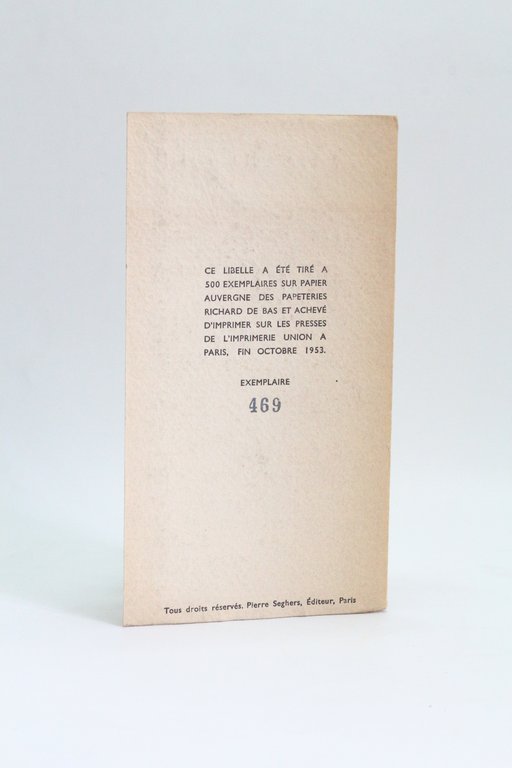 CE LIBELLE A ÉTÉ TIRÉ A
500 EXEMPLAIRES SUR PAPIER
AUVERGNE DES PAPETERIES
RICHARD DE BAS ET ACHEVÉ
D'IMPRIMER SUR LES PRESSES
DE L'IMPRIMERIE UNION A
PARIS, FIN OCTOBRE 1953.
EXEMPLAIRE
469
Tous droits réservés. Pierre Seghers, Éditeur, Paris